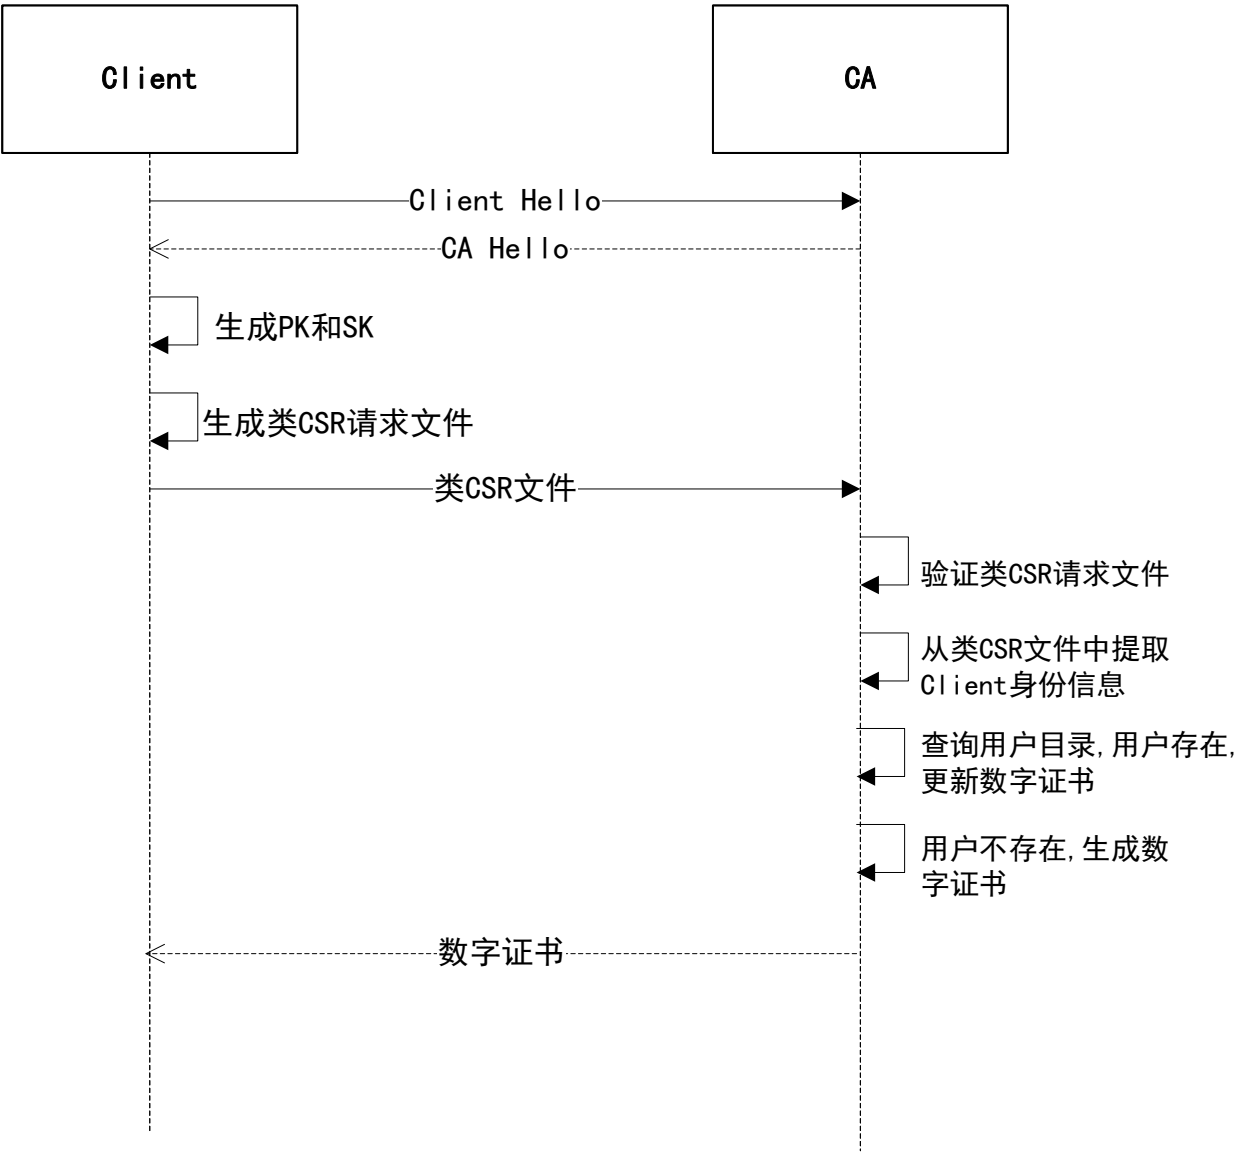 Client
CA
Client Hello
CA Hello
生成PK和SK
生成类CSR请求文件
类CSR文件
验证类CSR请求文件
从类CSR文件中提取
Client身份信息
查询用户目录,用户存在,
更新数字证书
用户不存在,生成数
字证书
数字证书